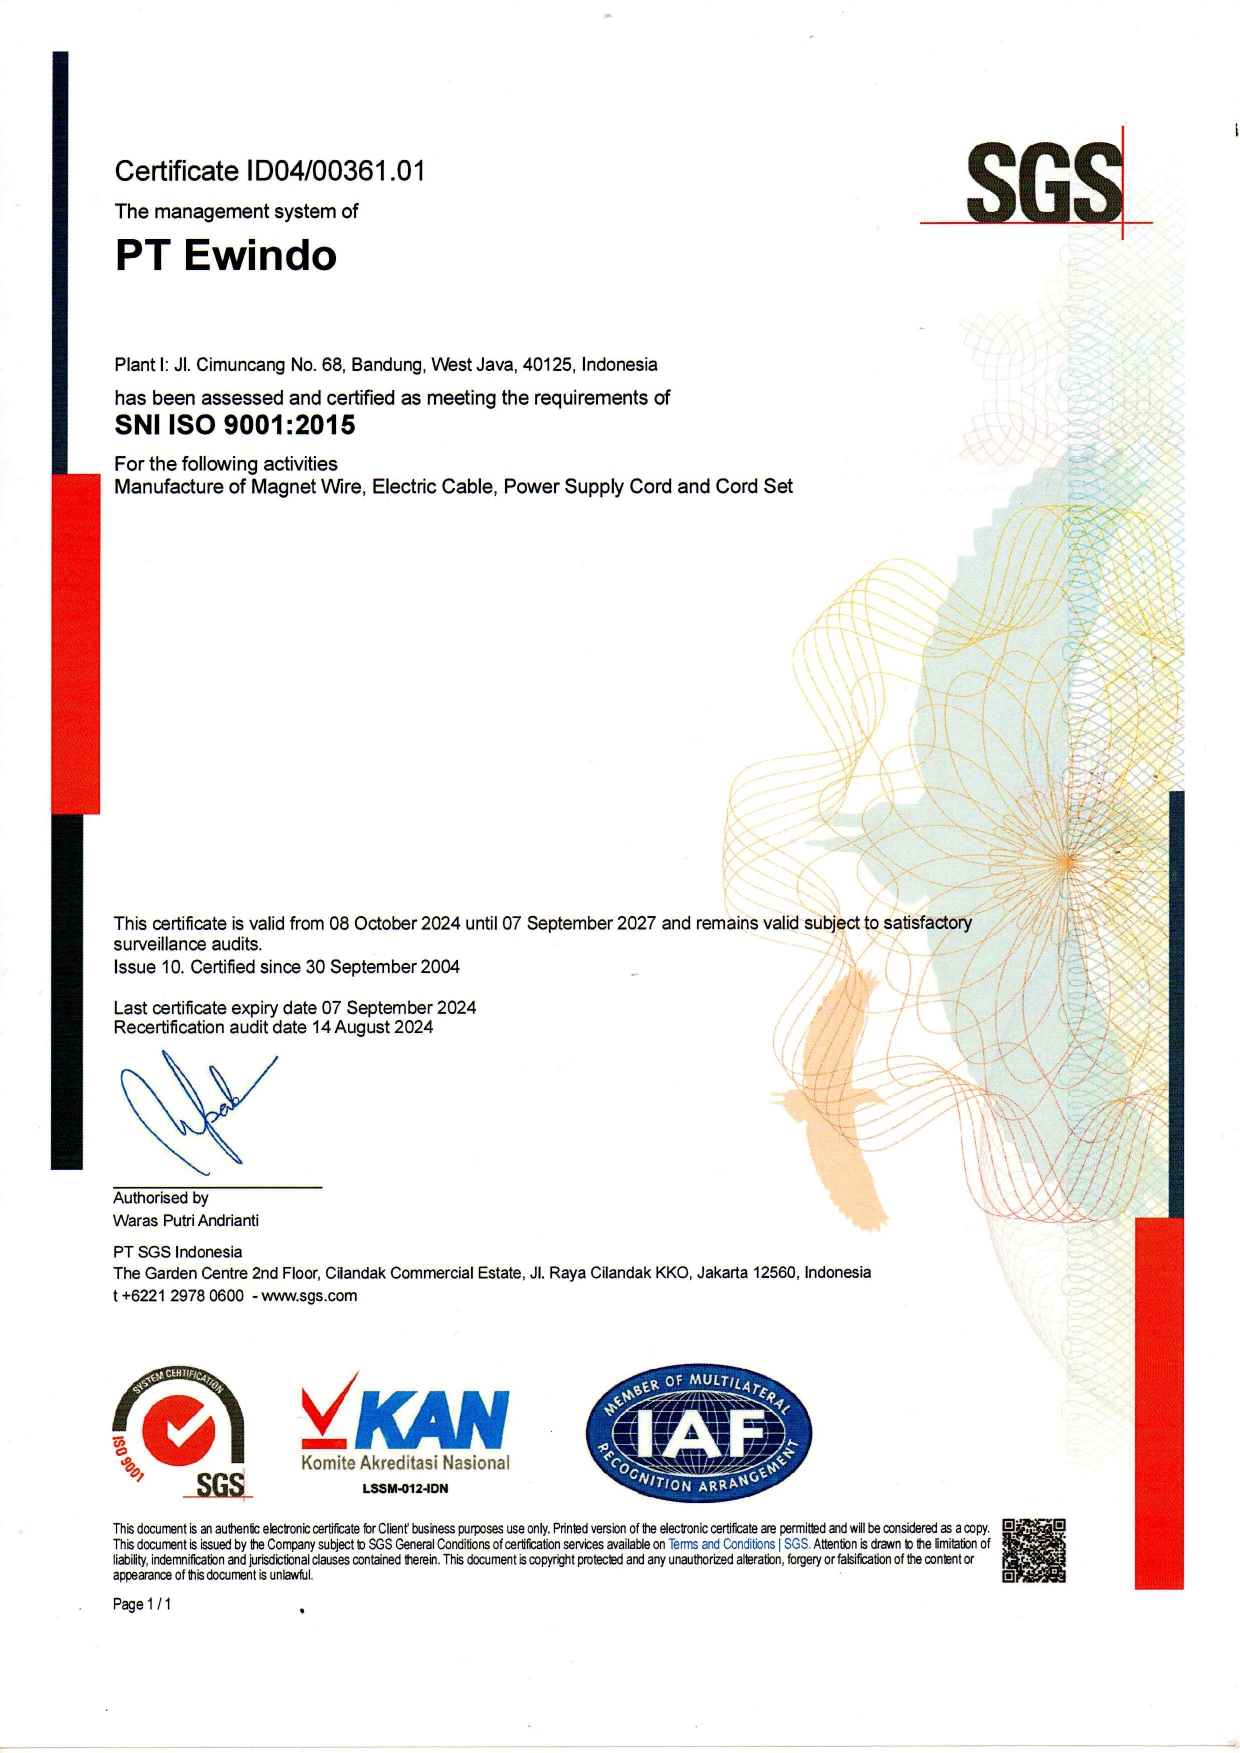 SGS
Certificate ID04/00361.01
The management system of
PT Ewindo
Plant I: Jl. Cimuncang No. 68, Bandung, West Java, 40125, Indonesia
has been assessed and certified as meeting the requirements of
SNI ISO 9001:2015
For the following activities
Manufacture of Magnet Wire, Electric Cable, Power Supply Cord and Cord Set
This certificate is valid from 08 October 2024 until 07 September 2027 and remains valid subject to satisfactory
surveillance audits.
Issue 10. Certified since 30 September 2004
Last certificate expiry date 07 September 2024
Recertification audit date 14 August 2024
Authorised by
Waras Putri Andrianti
PT SGS Indonesia
The Garden Centre 2nd Floor, Cilandak Commercial Estate, Jl. Raya Cilandak KKO, Jakarta 12560, Indonesia
t +6221 2978 0600 - www.sgs.com
SYSTEM CERTIFICATION
ISO 9001
SGS
KAN
Komite Akreditasi Nasional
LSSM-012-IDN
MEMBER OF MULTILATERAL
IAF
RECOGNITION ARRANGEMENT
This document is an authentic electronic certificate for Client' business purposes use only. Printed version of the electronic certificate are permitted and will be considered as a copy.
This document is issued by the Company subject to SGS General Conditions of certification services available on Terms and Conditions | SGS. Attention is drawn to the limitation of
liability, indemnification and jurisdictional clauses contained therein. This document is copyright protected and any unauthorized alteration, forgery or falsification of the content or
appearance of this document is unlawful.
Page 1 / 1